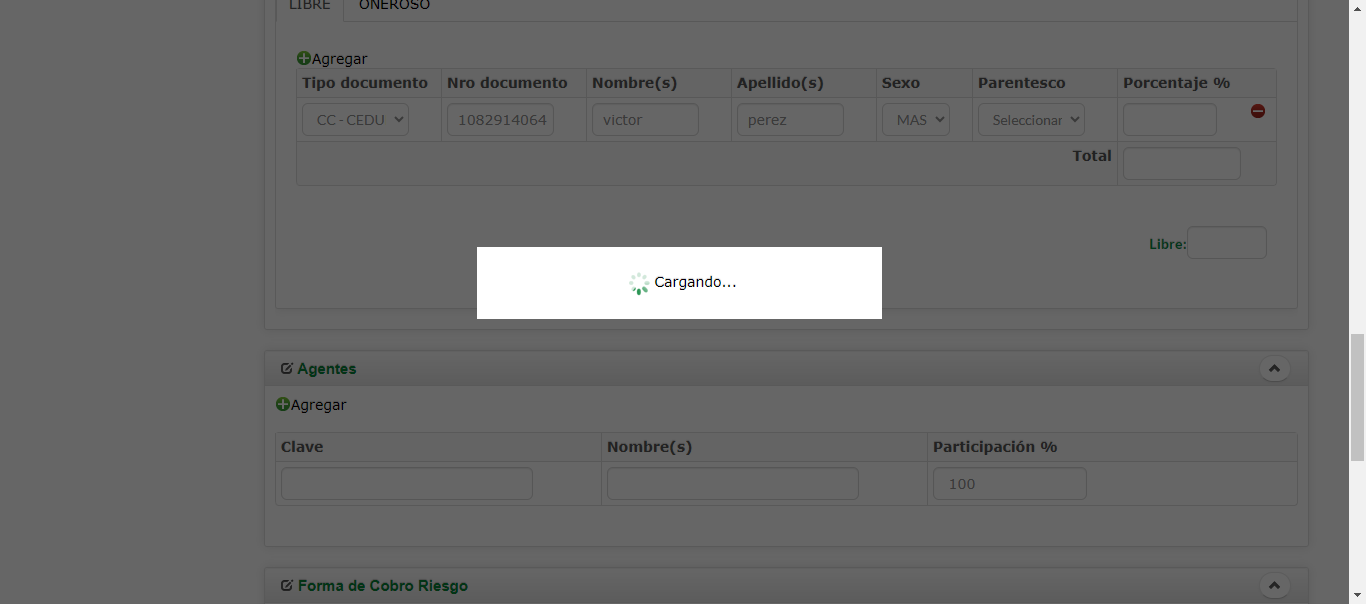 LIBRE ONEROSO
Agregar
Tipo documento Nro documento Nombre(s) Apellido(s) Sexo Parentesco Porcentaje %
CC - CEDU 1082914064 victor perez MAS Seleccionar
Total
Libre:
Cargando...
Agentes
Agregar
Clave Nombre(s) Participación %
100
Forma de Cobro Riesgo